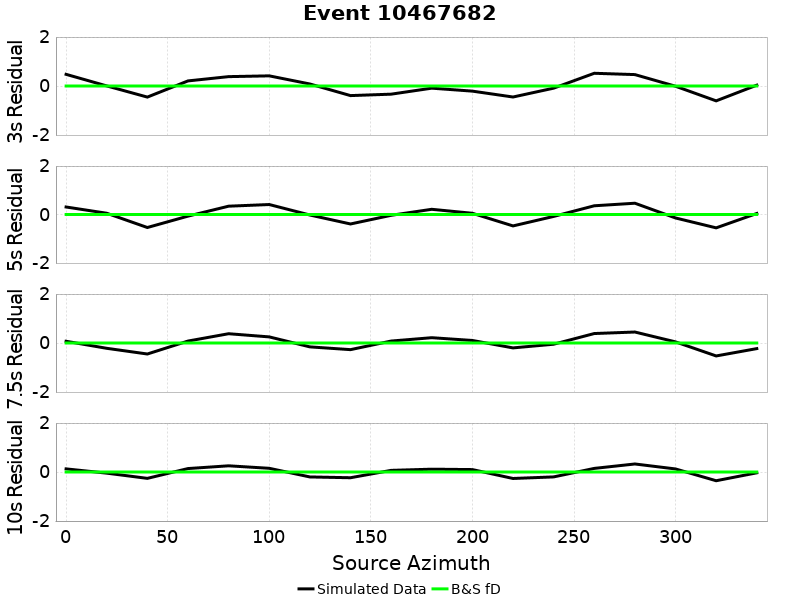 Event 10467682
3s Residual
2
0
-2
5s Residual
2
0
-2
7.5s Residual
2
0
-2
10s Residual
2
0
-2
0 50 100 150 200 250 300
Source Azimuth
Simulated Data B&S fD